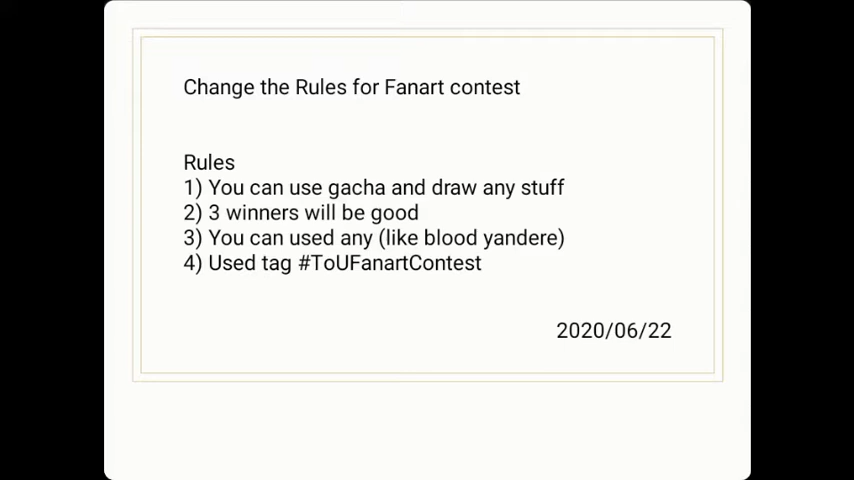 Change the Rules for Fanart contest
Rules
1) You can use gacha and draw any stuff
2) 3 winners will be good
3) You can used any (like blood yandere)
4) Used tag #ToUFanartContest
2020/06/22